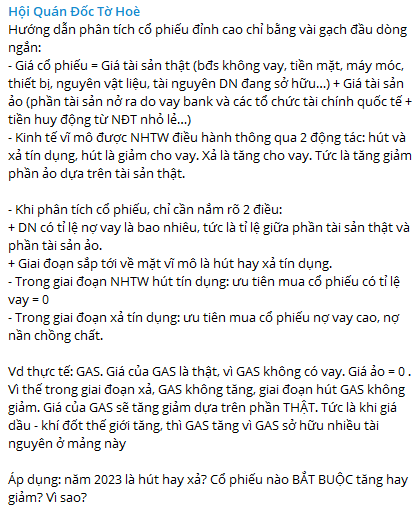 Hội Quán Đốc Tờ Hoè
Hướng dẫn phân tích cổ phiếu đỉnh cao chỉ bằng vài gạch đầu dòng
ngắn:
- Giá cổ phiếu = Giá tài sản thật (bđs không vay, tiền mặt, máy móc,
thiết bị, nguyên vật liệu, tài nguyên DN đang sở hữu...) + Giá tài sản
ảo (phần tài sản nở ra do vay bank và các tổ chức tài chính quốc tế +
tiền huy động từ NĐT nhỏ lẻ...)
- Kinh tế vĩ mô được NHTW điều hành thông qua 2 động tác: hút và
xả tín dụng, hút là giảm cho vay. Xả là tăng cho vay. Tức là tăng giảm
phần ảo dựa trên tài sản thật.
- Khi phân tích cổ phiếu, chỉ cần nắm rõ 2 điều:
+ DN có tỉ lệ nợ vay là bao nhiêu, tức là tỉ lệ giữa phần tài sản thật và
phần tài sản ảo.
+ Giai đoạn sắp tới về mặt vĩ mô là hút hay xả tín dụng.
- Trong giai đoạn NHTW hút tín dụng: ưu tiên mua cổ phiếu có tỉ lệ
vay = 0
- Trong giai đoạn xả tín dụng: ưu tiên mua cổ phiếu nợ vay cao, nợ
nần chồng chất.
Vd thực tế: GAS. Giá của GAS là thật, vì GAS không có vay. Giá ảo = 0 .
Vì thế trong giai đoạn xả, GAS không tăng, giai đoạn hút GAS không
giảm. Giá của GAS sẽ tăng giảm dựa trên phần THẬT. Tức là khi giá
dầu - khí đốt thế giới tăng, thì GAS tăng vì GAS sở hữu nhiều tài
nguyên ở mảng này
Áp dụng: năm 2023 là hút hay xả? Cổ phiếu nào BẮT BUỘC tăng hay
giảm? Vì sao?